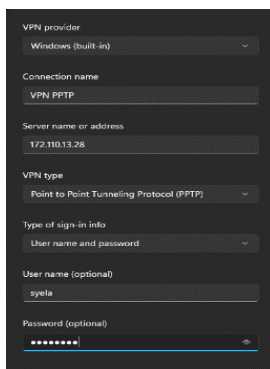 VPN provider
Windows (built-in)
Connection name
VPN PPTP
Server name or address
172.110.13.28
VPN type
Point to Point Tunneling Protocol (PPTP)
Type of sign-in info
User name and password
User name (optional)
syela
Password (optional)
••••••••